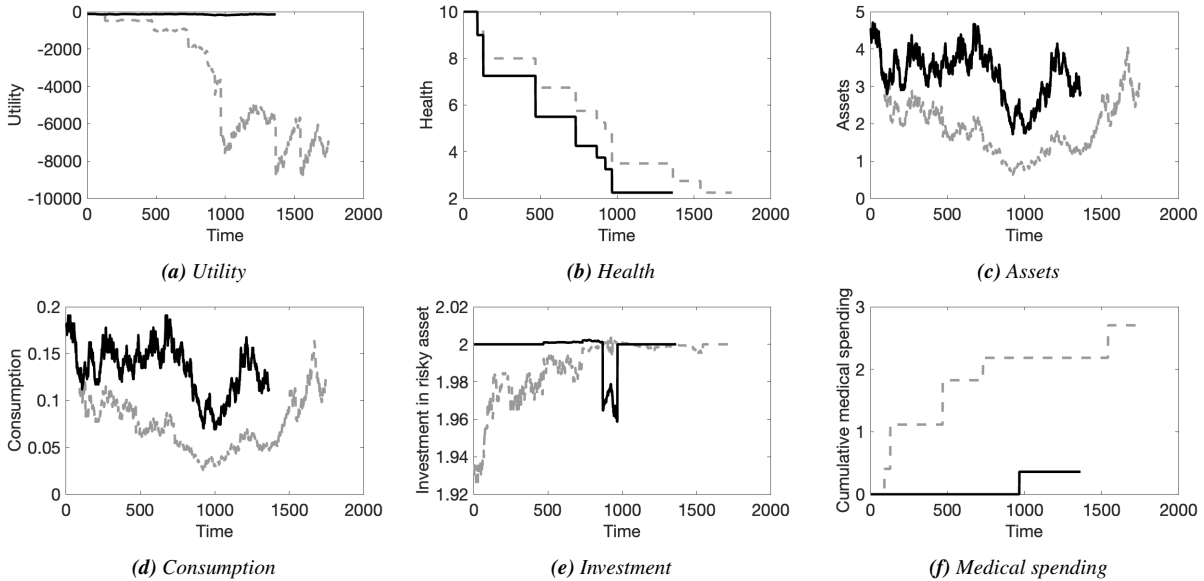 0
-2000
-4000
-6000
-8000
-10000
Utility
0 500 1000 1500 2000
Time
(a) Utility
10
8
6
4
2
Health
0 500 1000 1500 2000
Time
(b) Health
5
4
3
2
1
0
Assets
0 500 1000 1500 2000
Time
(c) Assets
0.2
0.15
0.1
0.05
0
Consumption
0 500 1000 1500 2000
Time
(d) Consumption
2.02
2
1.98
1.96
1.94
1.92
Investment in risky asset
0 500 1000 1500 2000
Time
(e) Investment
3
2
1
0
Cumulative medical spending
0 500 1000 1500 2000
Time
(f) Medical spending